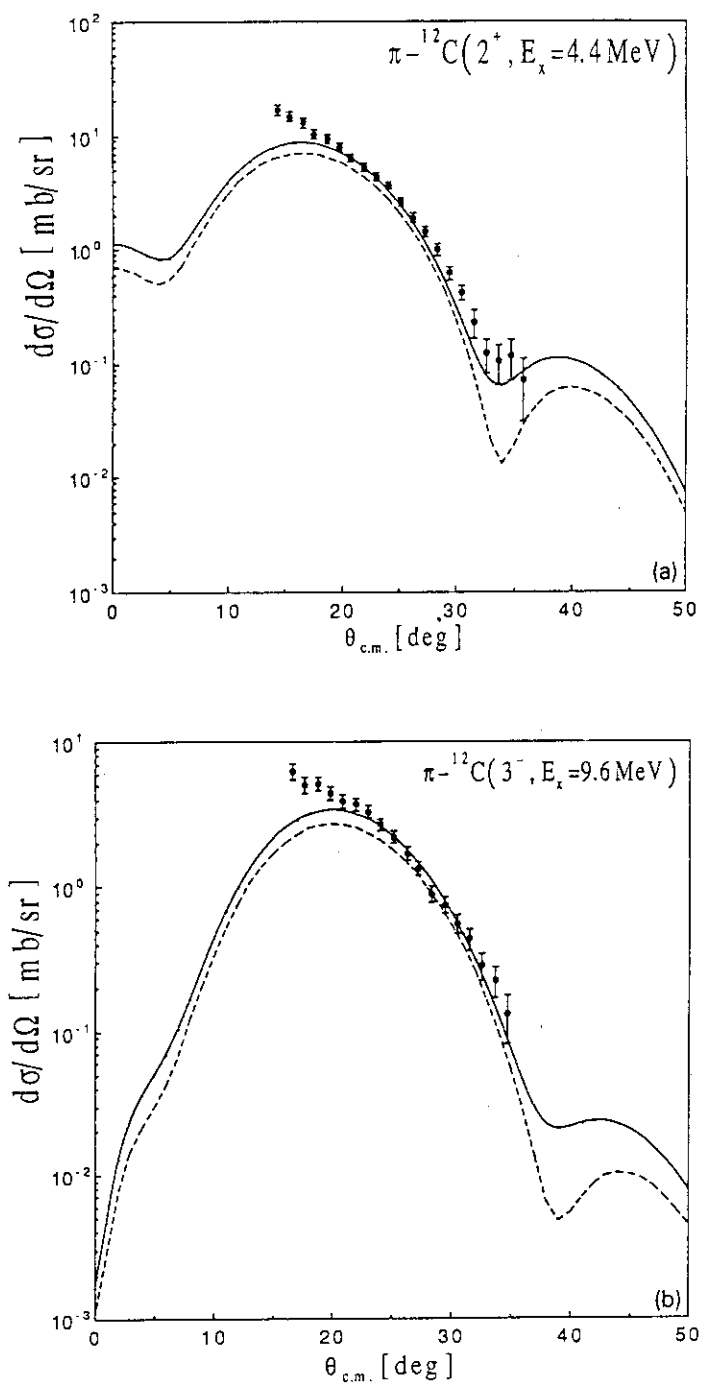 π-¹²C(2⁺, Eₓ=4.4 MeV)
10²
10¹
10⁰
10⁻¹
10⁻²
10⁻³
dσ/dΩ [mb/sr]
(a)
0 10 20 30 40 50
θ_c.m. [deg]
π-¹²C(3⁻, Eₓ=9.6 MeV)
10¹
10⁰
10⁻¹
10⁻²
10⁻³
dσ/dΩ [mb/sr]
(b)
0 10 20 30 40 50
θ_c.m. [deg]